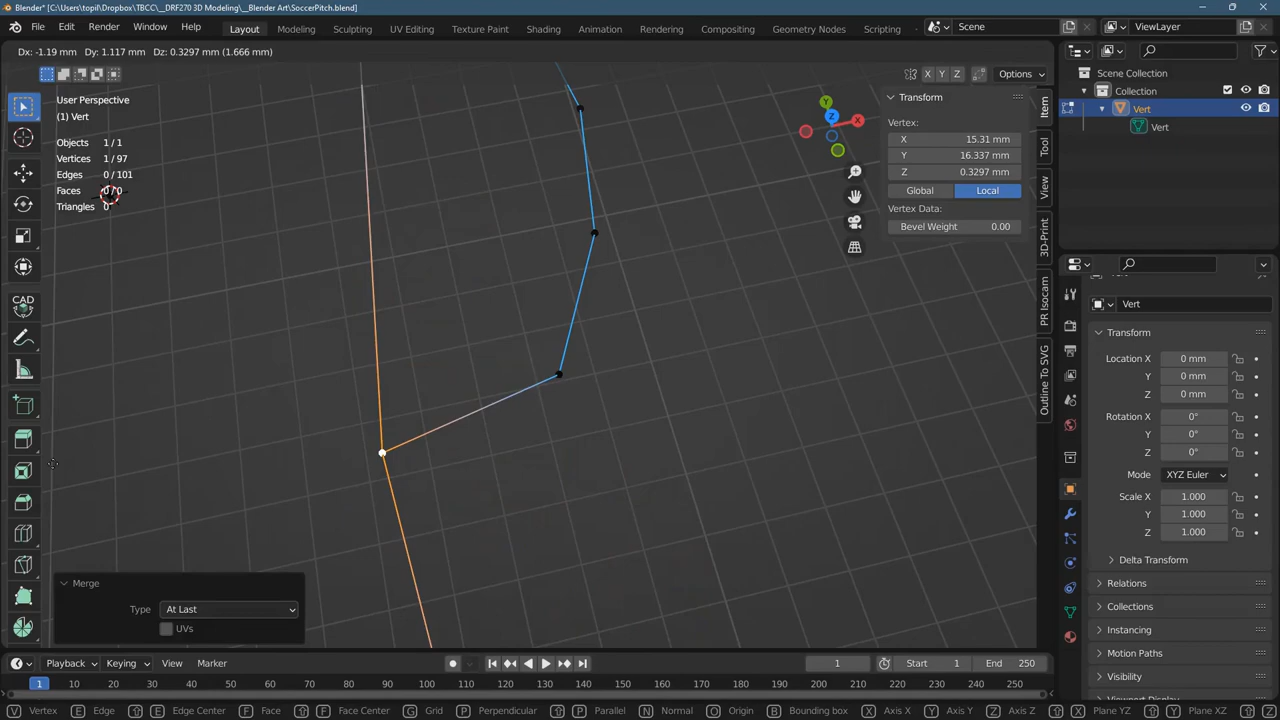 Blender* [C:\Users\topil\Dropbox\TBCC\__DRF270 3D Modeling\__Blender Art\SoccerPitch.blend]
File Edit Render Window Help Layout Modeling Sculpting UV Editing Texture Paint Shading Animation Rendering Compositing Geometry Nodes Scripting Scene ViewLayer
Dx: -1.19 mm Dy: 1.117 mm Dz: 0.3297 mm (1.666 mm)
X Y Z Options
User Perspective
(1) Vert
Objects 1 / 1
Vertices 1 / 97
Edges 0 / 101
Faces 0 / 0
Triangles 0
CAD
Y X Z
Transform
Vertex:
X 15.31 mm
Y 16.337 mm
Z 0.3297 mm
Global Local
Vertex Data:
Bevel Weight 0.00
Item
Tool
View
3D-Print
PR Isocam
Outline To SVG
Scene Collection
Collection
Vert
Vert
Vert
Transform
Location X 0 mm
Y 0 mm
Z 0 mm
Rotation X 0°
Y 0°
Z 0°
Mode XYZ Euler
Scale X 1.000
Y 1.000
Z 1.000
Delta Transform
Relations
Collections
Instancing
Motion Paths
Visibility
Viewport Display
Merge
Type At Last
UVs
Playback Keying View Marker 1 Start 1 End 250
1 10 20 30 40 50 60 70 80 90 100 110 120 130 140 150 160 170 180 190 200 210 220 230 240 250
V Vertex E Edge E Edge Center F Face F Face Center G Grid P Perpendicular P Parallel N Normal O Origin B Bounding box X Axis X Y Axis Y Z Axis Z X Plane YZ Y Plane XZ Z